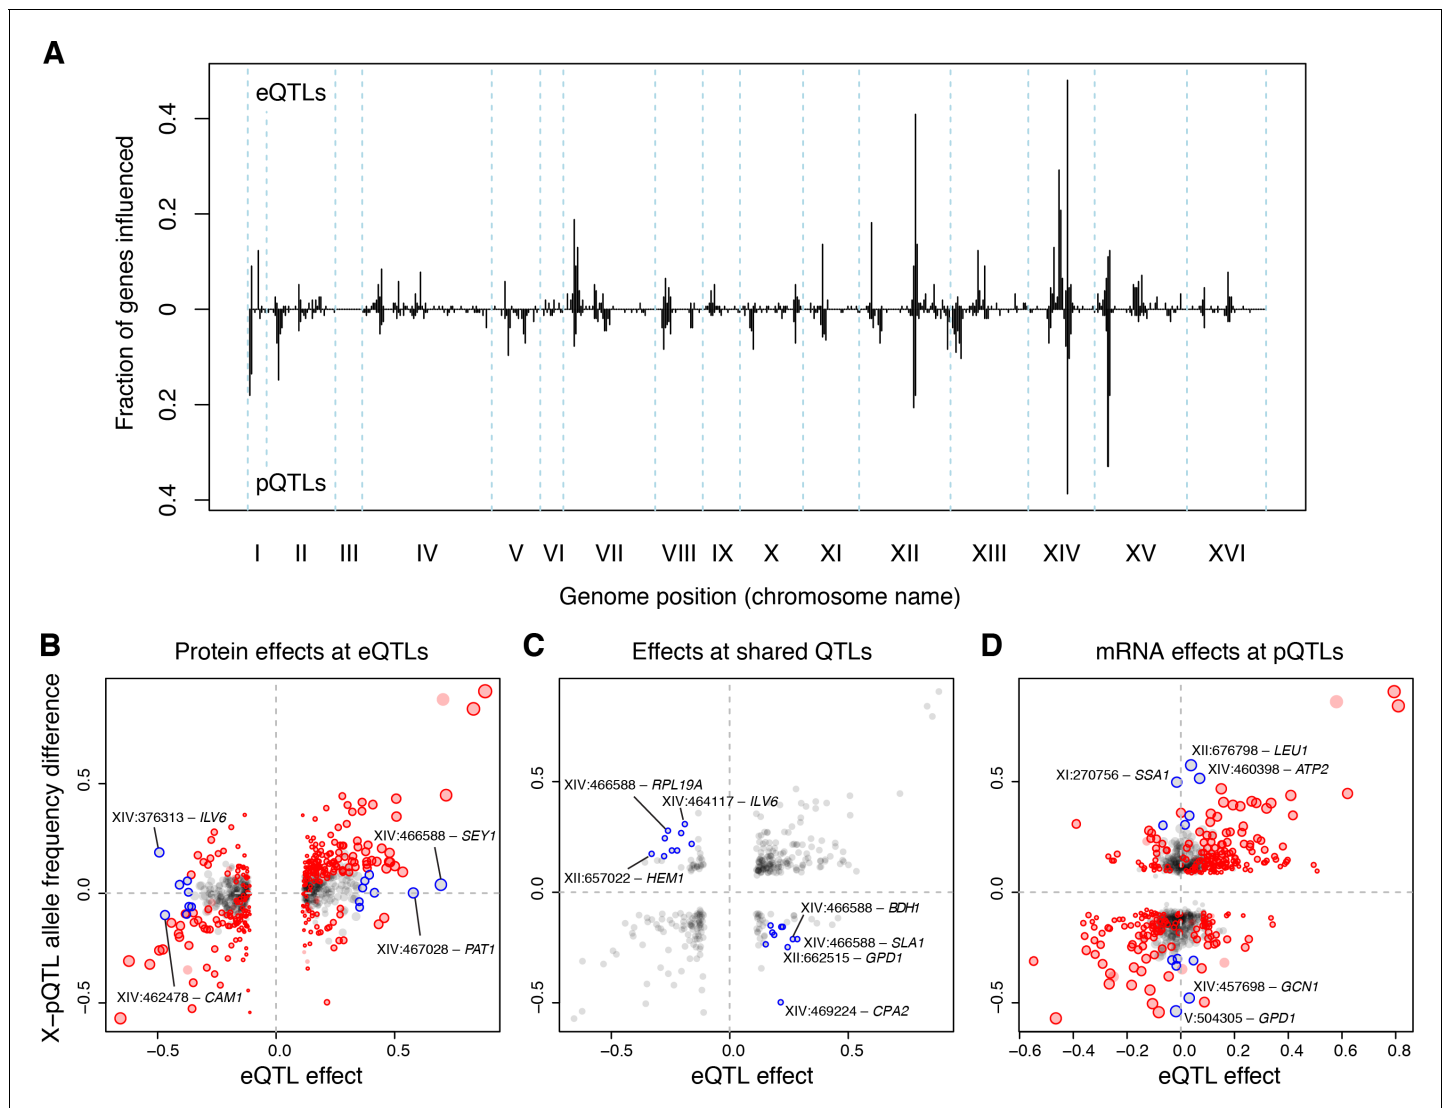 A
eQTLs
pQTLs
Fraction of genes influenced
0.4
0.2
0
0.2
0.4
I II III IV V VI VII VIII IX X XI XII XIII XIV XV XVI
Genome position (chromosome name)
B
Protein effects at eQTLs
X–pQTL allele frequency difference
0.5
0.0
−0.5
XIV:376313 – ILV6
XIV:466588 – SEY1
XIV:467028 – PAT1
XIV:462478 – CAM1
−0.5 0.0 0.5
eQTL effect
C
Effects at shared QTLs
0.5
0.0
−0.5
XIV:466588 – RPL19A
XIV:464117 – ILV6
XII:657022 – HEM1
XIV:466588 – BDH1
XIV:466588 – SLA1
XII:662515 – GPD1
XIV:469224 – CPA2
−0.5 0.0 0.5
eQTL effect
D
mRNA effects at pQTLs
0.5
0.0
−0.5
XII:676798 – LEU1
XI:270756 – SSA1
XIV:460398 – ATP2
XIV:457698 – GCN1
V:504305 – GPD1
−0.6 −0.4 −0.2 0.0 0.2 0.4 0.6 0.8
eQTL effect